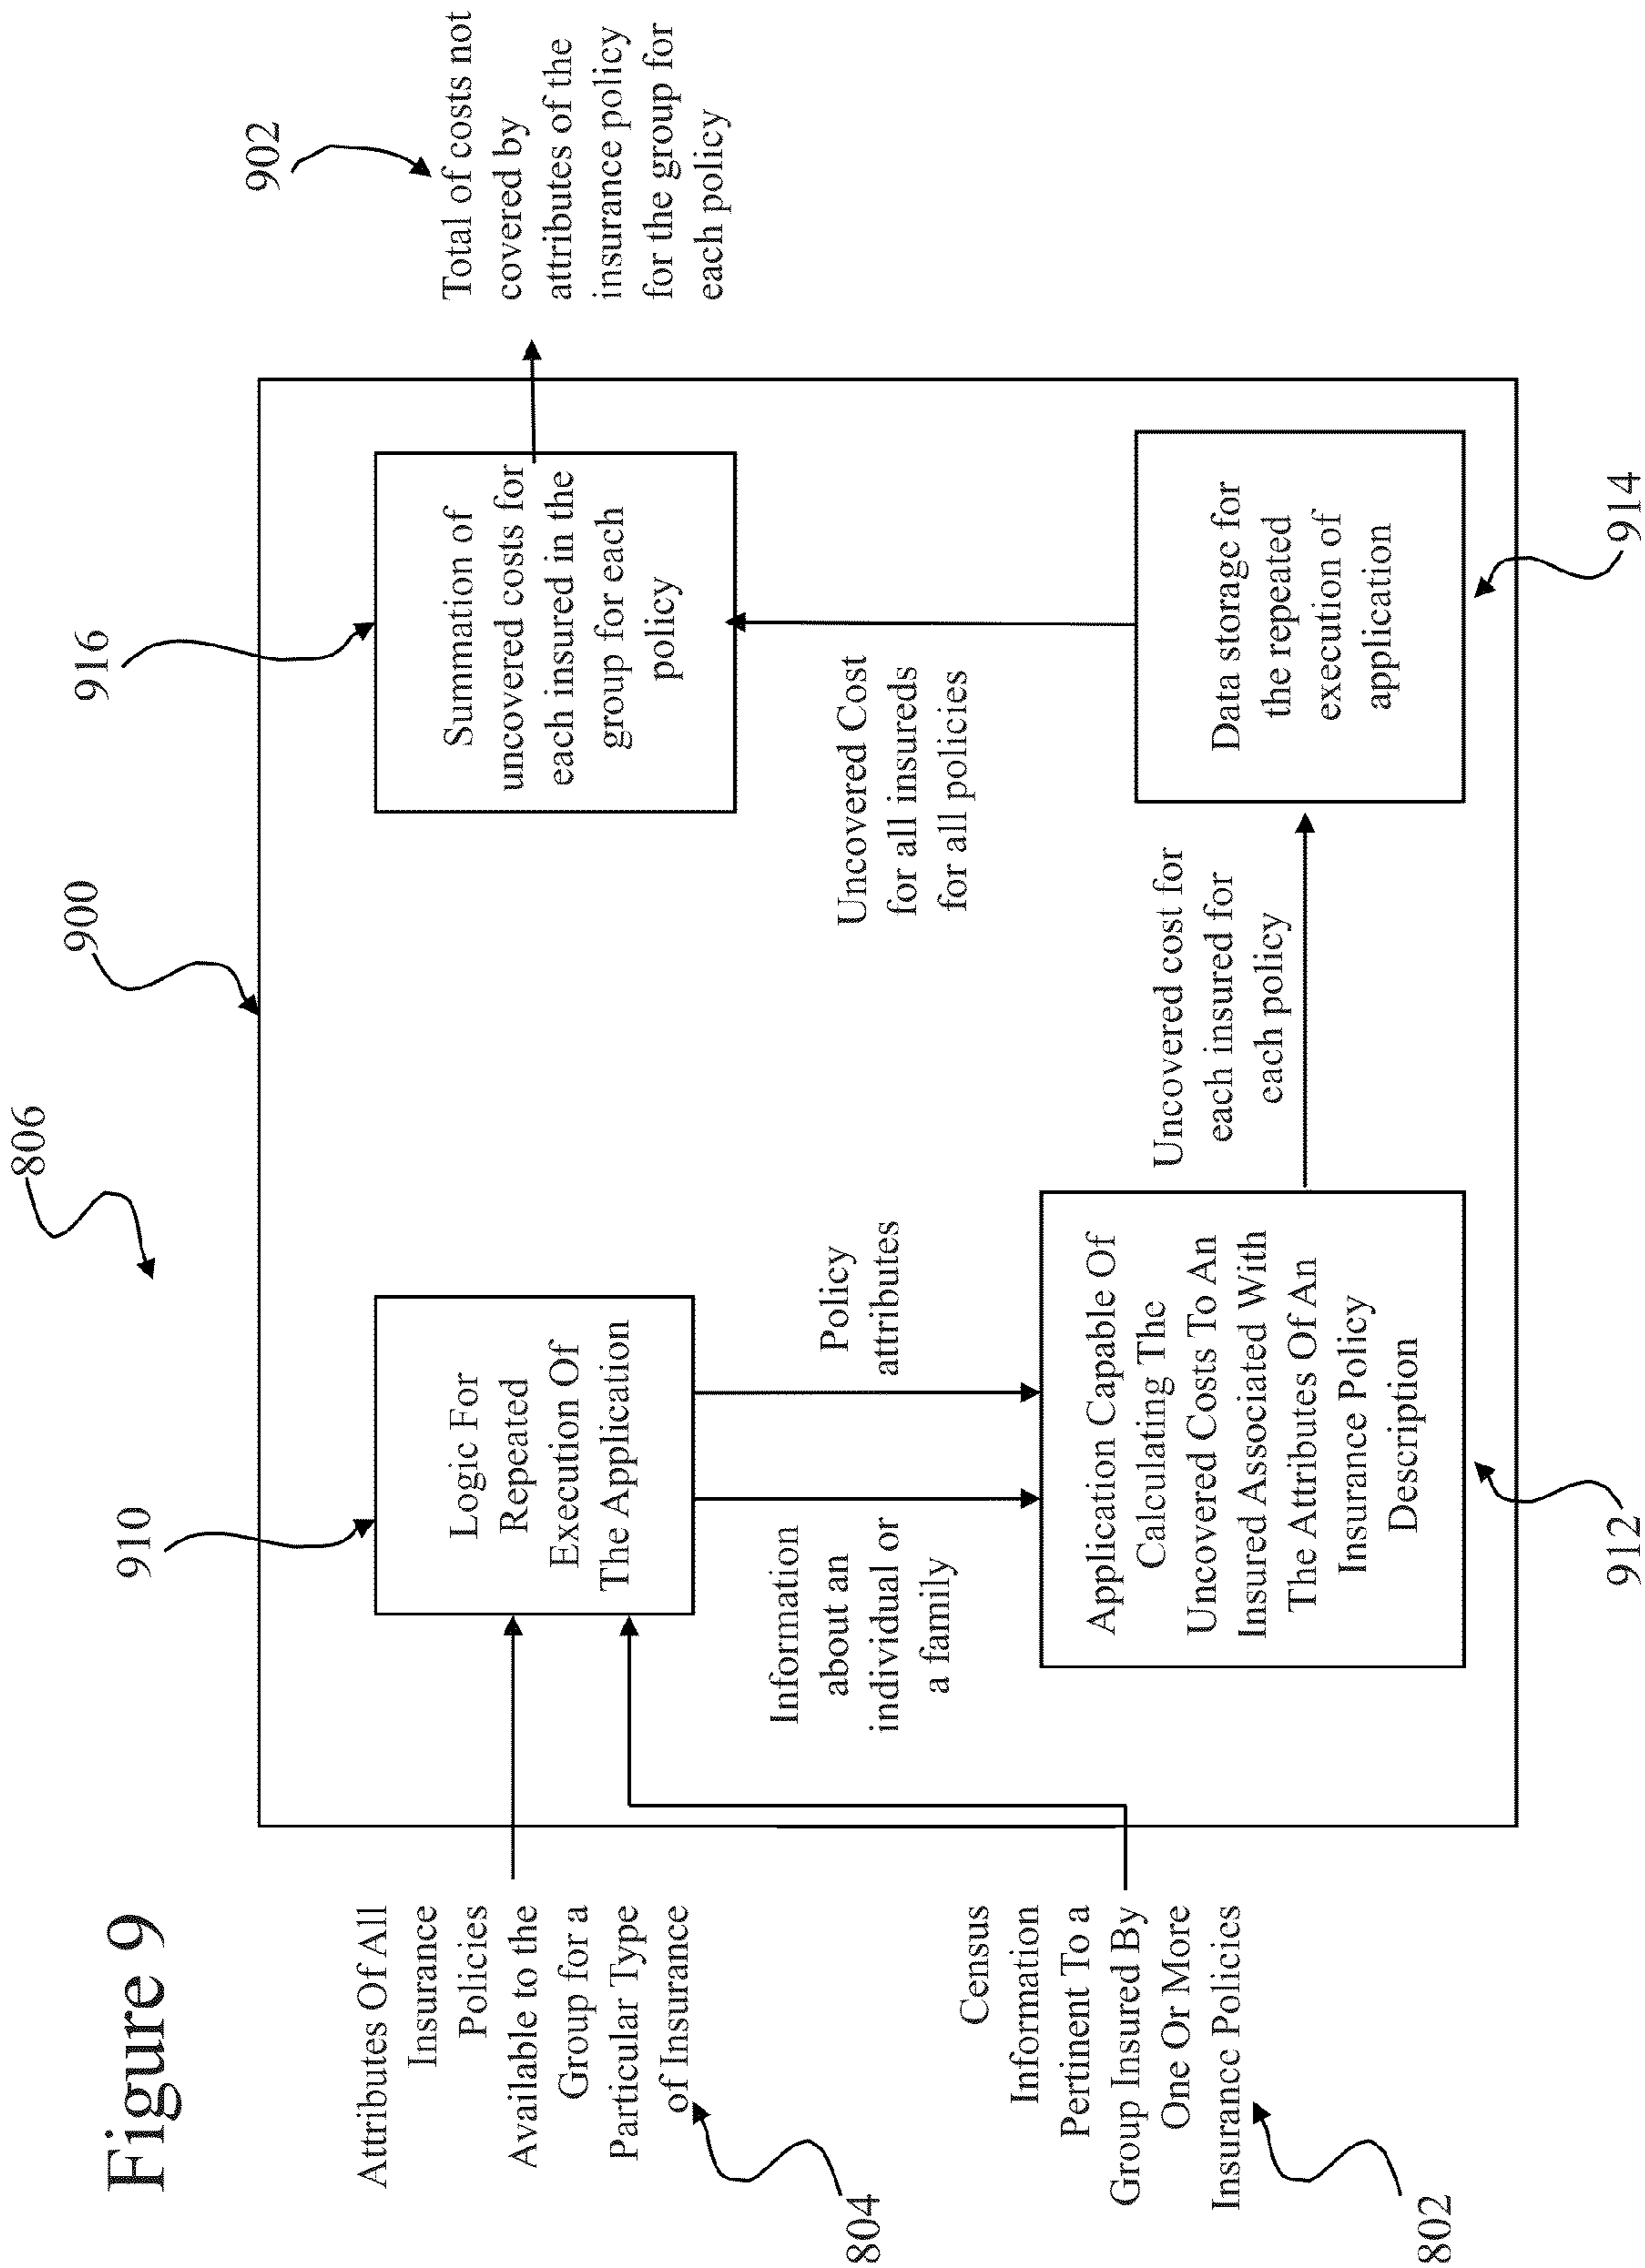 Figure 9
806
900
910
916
902
Attributes Of All
Insurance
Policies
Available to the
Group for a
Particular Type
of Insurance
804
Census
Information
Pertinent To a
Group Insured By
One Or More
Insurance Policies
802
Logic For
Repeated
Execution Of
The Application
Information
about an
individual or
a family
Policy
attributes
Application Capable Of
Calculating The
Uncovered Costs To An
Insured Associated With
The Attributes Of An
Insurance Policy
Description
912
Uncovered cost for
each insured for
each policy
Data storage for
the repeated
execution of
application
914
Uncovered Cost
for all insureds
for all policies
Summation of
uncovered costs for
each insured in the
group for each
policy
Total of costs not
covered by
attributes of the
insurance policy
for the group for
each policy